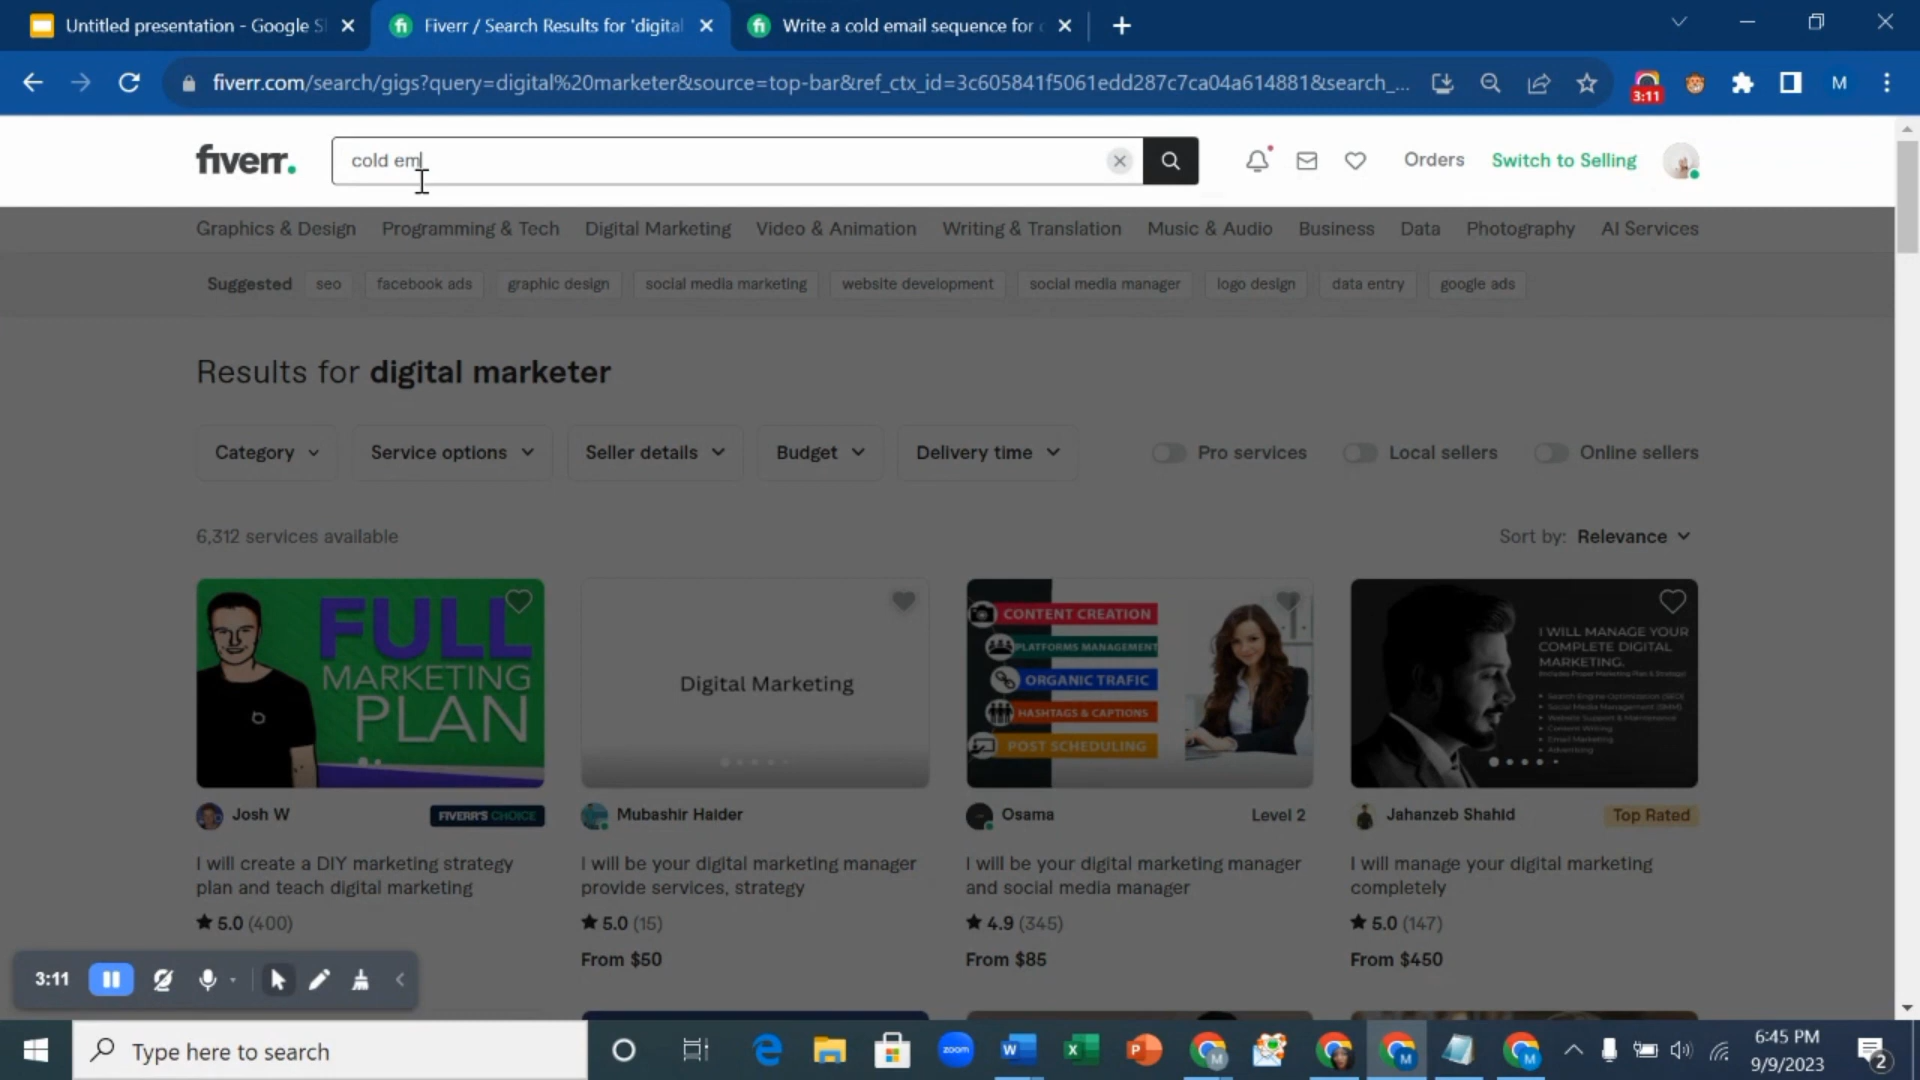 Untitled presentation - Google Sl
Fiverr / Search Results for 'digital
Write a cold email sequence for
fiverr.com/search/gigs?query=digital%20marketer&source=top-bar&ref_ctx_id=3c605841f5061edd287c7ca04a614881&search_...
3:11
M
fiverr.
cold em
Orders
Switch to Selling
Graphics & Design
Programming & Tech
Digital Marketing
Video & Animation
Writing & Translation
Music & Audio
Business
Data
Photography
AI Services
Suggested
seo
facebook ads
graphic design
social media marketing
website development
social media manager
logo design
data entry
google ads
Results for digital marketer
Category
Service options
Seller details
Budget
Delivery time
Pro services
Local sellers
Online sellers
6,312 services available
Sort by: Relevance
FULL
MARKETING
PLAN
Digital Marketing
CONTENT CREATION
PLATFORMS MANAGEMENT
ORGANIC TRAFIC
HASHTAGS & CAPTIONS
POST SCHEDULING
I WILL MANAGE YOUR
COMPLETE DIGITAL
MARKETING.
Josh W
FIVERR'S CHOICE
Mubashir Haider
Osama
Level 2
Jahanzeb Shahid
Top Rated
I will create a DIY marketing strategy
plan and teach digital marketing
I will be your digital marketing manager
provide services, strategy
I will be your digital marketing manager
and social media manager
I will manage your digital marketing
completely
5.0 (400)
5.0 (15)
4.9 (345)
5.0 (147)
From $50
From $85
From $450
3:11
Type here to search
zoom
6:45 PM
9/9/2023
2